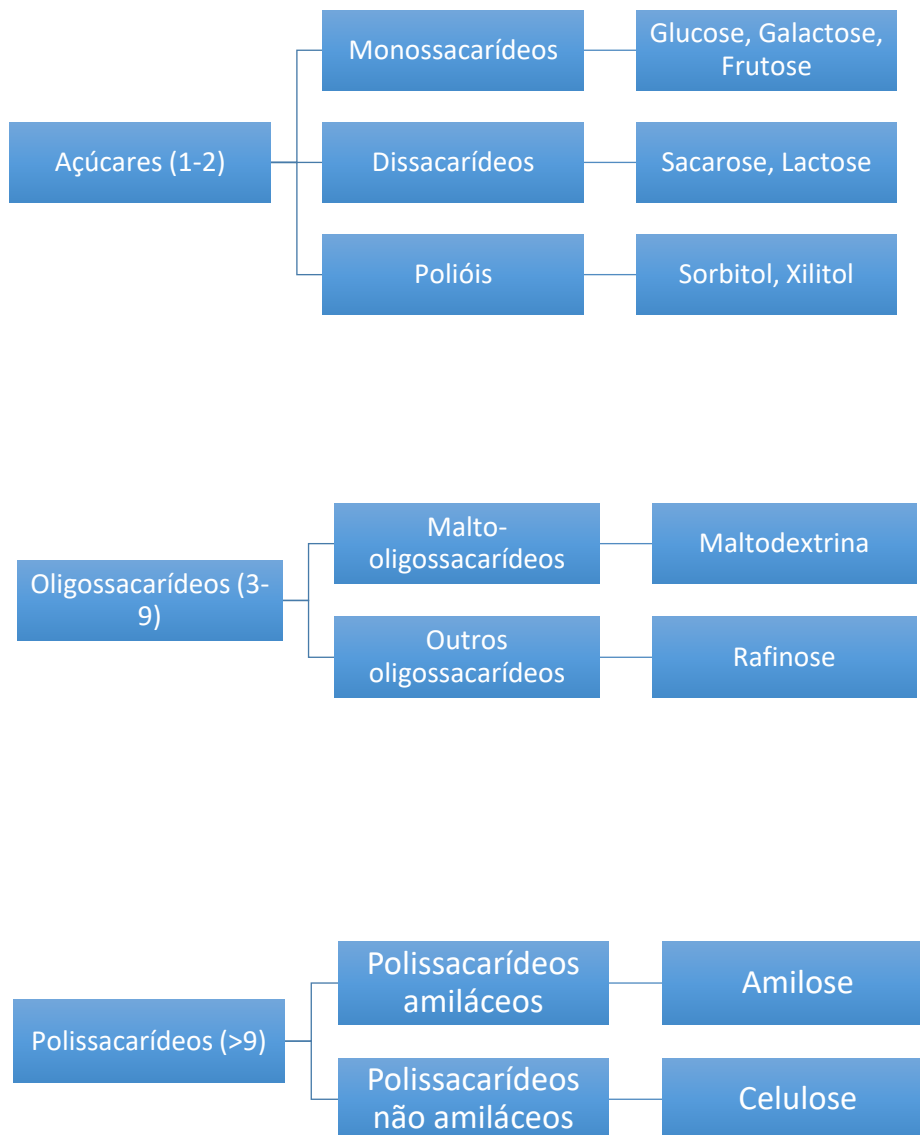 Monossacarídeos
Glucose, Galactose,
Frutose
Açúcares (1-2)
Dissacarídeos
Sacarose, Lactose
Polióis
Sorbitol, Xilitol
Malto-
oligossacarídeos
Maltodextrina
Oligossacarídeos (3-
9)
Outros
oligossacarídeos
Rafinose
Polissacarídeos
amiláceos
Amilose
Polissacarídeos (>9)
Polissacarídeos
não amiláceos
Celulose